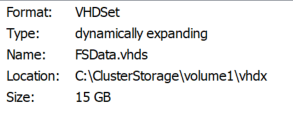 Format: VHDSet
Type: dynamically expanding
Name: FSData.vhds
Location: C:\ClusterStorage\volume1\vhdx
Size: 15 GB